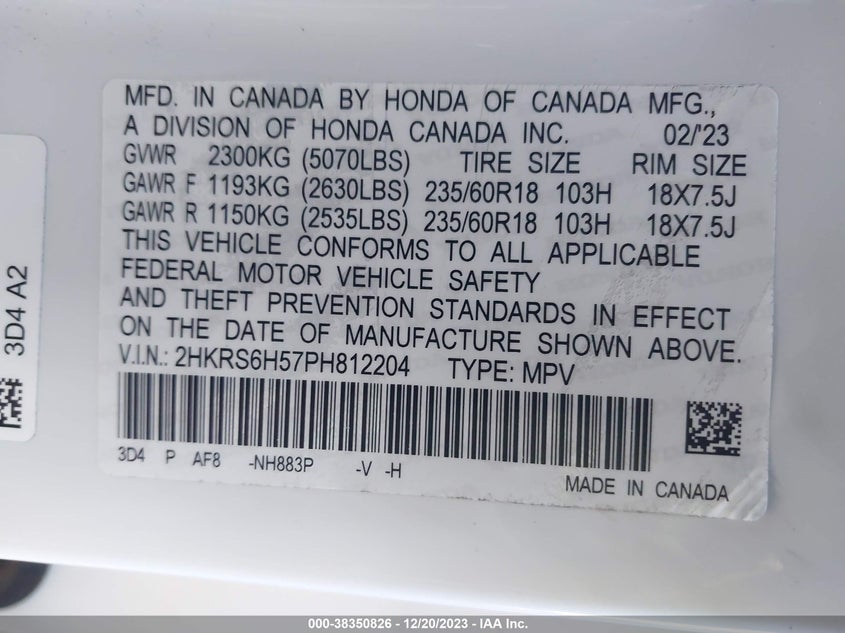 MFD. IN CANADA BY HONDA OF CANADA MFG.,
A DIVISION OF HONDA CANADA INC. 02/'23
GVWR 2300KG (5070LBS) TIRE SIZE RIM SIZE
GAWR F 1193KG (2630LBS) 235/60R18 103H 18X7.5J
GAWR R 1150KG (2535LBS) 235/60R18 103H 18X7.5J
THIS VEHICLE CONFORMS TO ALL APPLICABLE
FEDERAL MOTOR VEHICLE SAFETY
AND THEFT PREVENTION STANDARDS IN EFFECT
ON THE DATE OF MANUFACTURE SHOWN ABOVE.
V.I.N.: 2HKRS6H57PH812204 TYPE: MPV
3D4 P AF8 -NH883P -V -H
MADE IN CANADA
3D4 A2
000-38350826 - 12/20/2023 - IAA Inc.